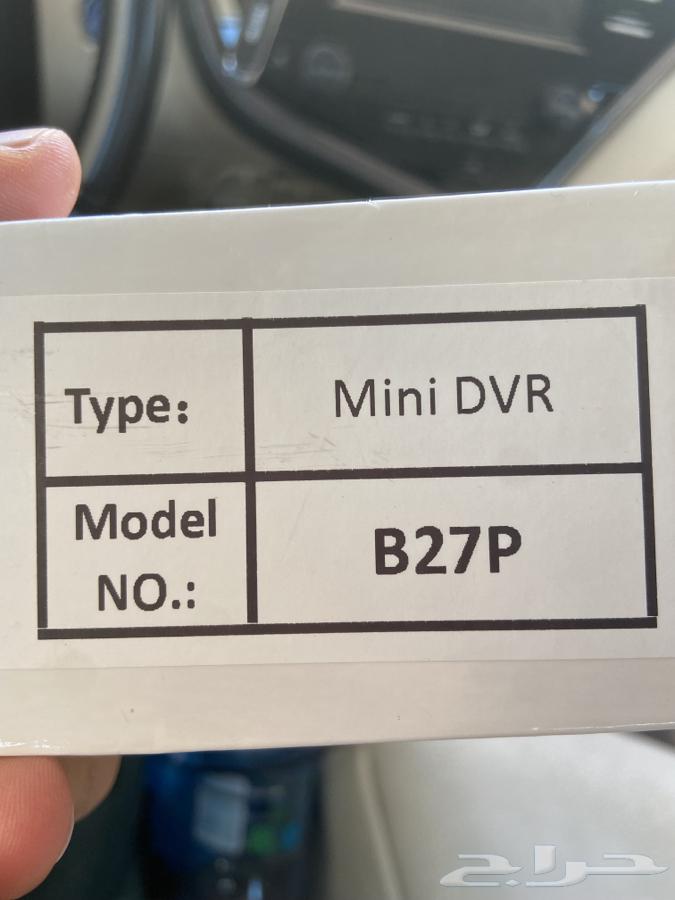 Type:
Mini DVR
Model
NO.:
B27P
حراج